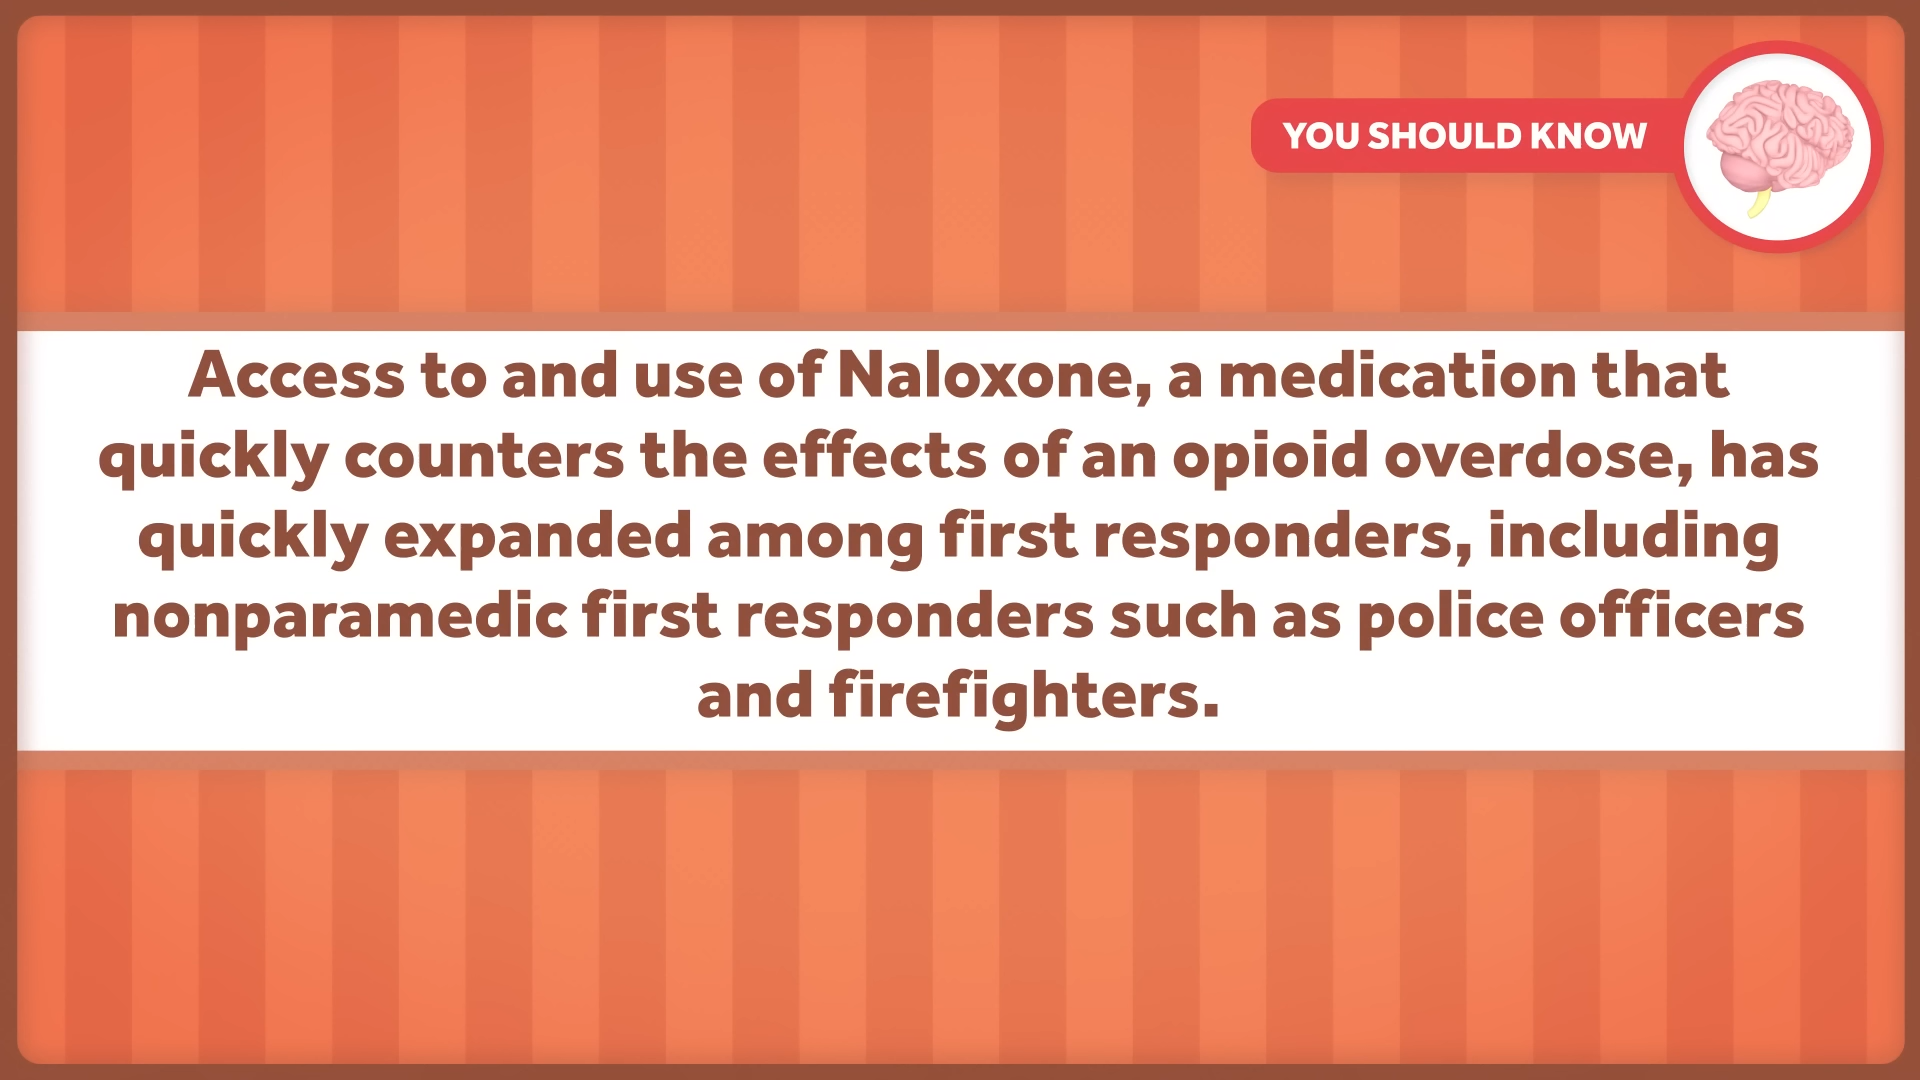 YOU SHOULD KNOW
Access to and use of Naloxone, a medication that
quickly counters the effects of an opioid overdose, has
quickly expanded among first responders, including
nonparamedic first responders such as police officers
and firefighters.